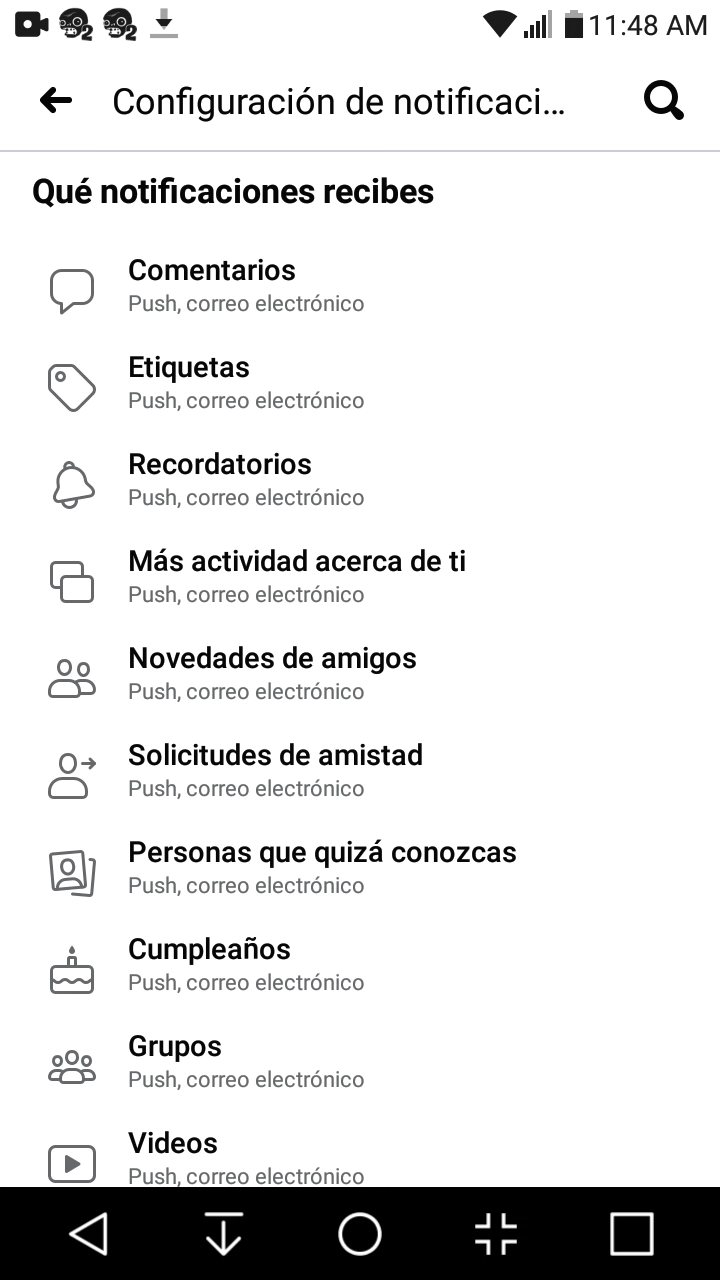 2 2 11:48 AM
Configuración de notificaci...
Qué notificaciones recibes
Comentarios
Push, correo electrónico
Etiquetas
Push, correo electrónico
Recordatorios
Push, correo electrónico
Más actividad acerca de ti
Push, correo electrónico
Novedades de amigos
Push, correo electrónico
Solicitudes de amistad
Push, correo electrónico
Personas que quizá conozcas
Push, correo electrónico
Cumpleaños
Push, correo electrónico
Grupos
Push, correo electrónico
Videos
Push, correo electrónico